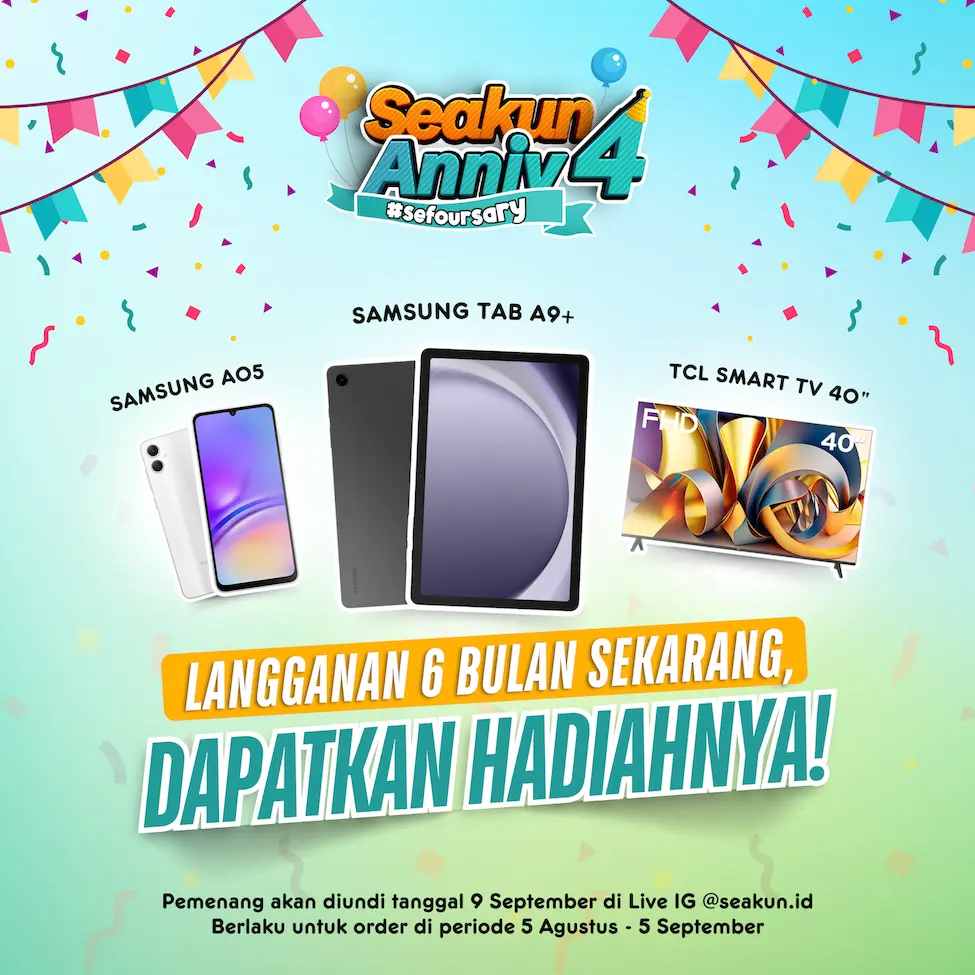 Seakun
Anniv 4
#sefoursary
SAMSUNG TAB A9+
SAMSUNG A05
TCL SMART TV 40"
FHD
40"
LANGGANAN 6 BULAN SEKARANG,
DAPATKAN HADIAHNYA!
Pemenang akan diundi tanggal 9 September di Live IG @seakun.id
Berlaku untuk order di periode 5 Agustus - 5 September